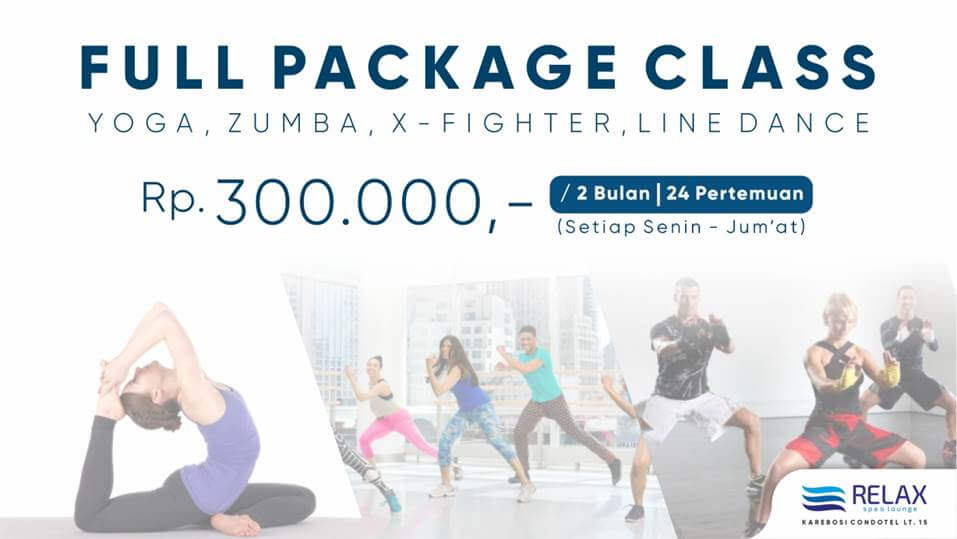 FULL PACKAGE CLASS
YOGA, ZUMBA, X-FIGHTER, LINE DANCE
Rp. 300.000,- / 2 Bulan | 24 Pertemuan
(Setiap Senin - Jum'at)
RELAX
spa & lounge
KAREBOSI CONDOTEL LT. 15